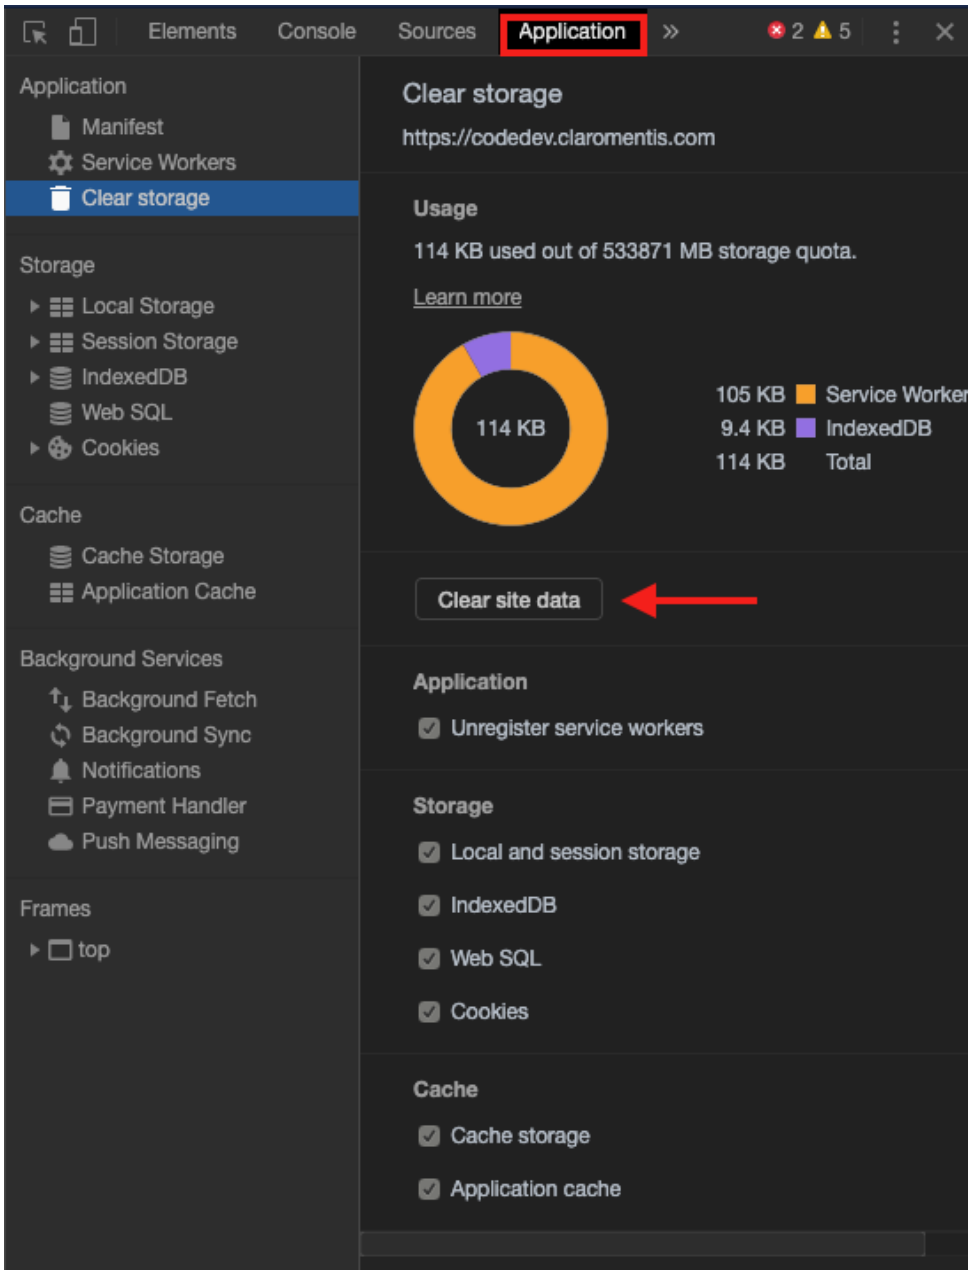 Elements Console Sources Application » 2 5
Application
Manifest
Service Workers
Clear storage
Storage
Local Storage
Session Storage
IndexedDB
Web SQL
Cookies
Cache
Cache Storage
Application Cache
Background Services
Background Fetch
Background Sync
Notifications
Payment Handler
Push Messaging
Frames
top
Clear storage
https://codedev.claromentis.com
Usage
114 KB used out of 533871 MB storage quota.
Learn more
114 KB
105 KB Service Worker
9.4 KB IndexedDB
114 KB Total
Clear site data
Application
Unregister service workers
Storage
Local and session storage
IndexedDB
Web SQL
Cookies
Cache
Cache storage
Application cache